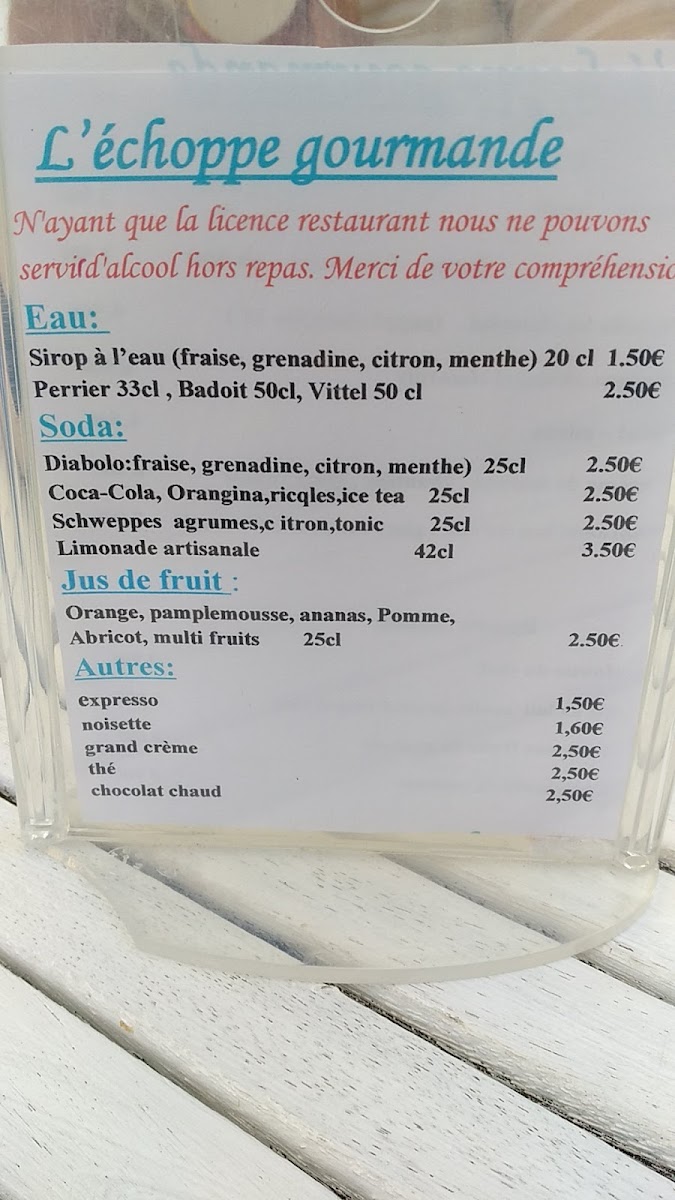 L'échoppe gourmande
N'ayant que la licence restaurant nous ne pouvons
servird'alcool hors repas. Merci de votre compréhensio
Eau:
Sirop à l'eau (fraise, grenadine, citron, menthe) 20 cl 1.50€
Perrier 33cl , Badoit 50cl, Vittel 50 cl 2.50€
Soda:
Diabolo:fraise, grenadine, citron, menthe) 25cl 2.50€
Coca-Cola, Orangina,ricqles,ice tea 25cl 2.50€
Schweppes agrumes,c itron,tonic 25cl 2.50€
Limonade artisanale 42cl 3.50€
Jus de fruit :
Orange, pamplemousse, ananas, Pomme,
Abricot, multi fruits 25cl 2.50€
Autres:
expresso 1,50€
noisette 1,60€
grand crème 2,50€
thé 2,50€
chocolat chaud 2,50€